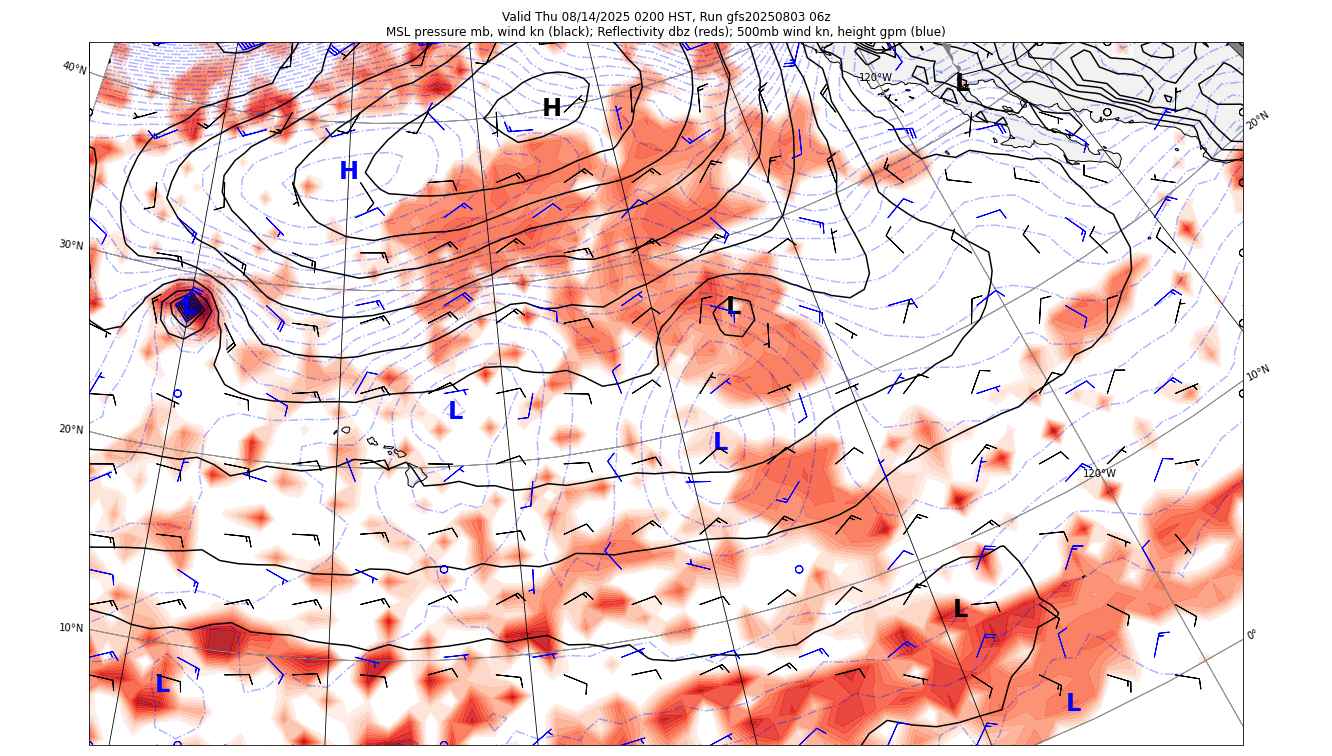 Valid Thu 08/14/2025 0200 HST, Run gfs20250803 06z
MSL pressure mb, wind kn (black); Reflectivity dbz (reds); 500mb wind kn, height gpm (blue)
40°N
120°W
L
H
20°N
H
30°N
L
L
10°N
L
20°N
L
120°W
L
10°N
0°
L
L